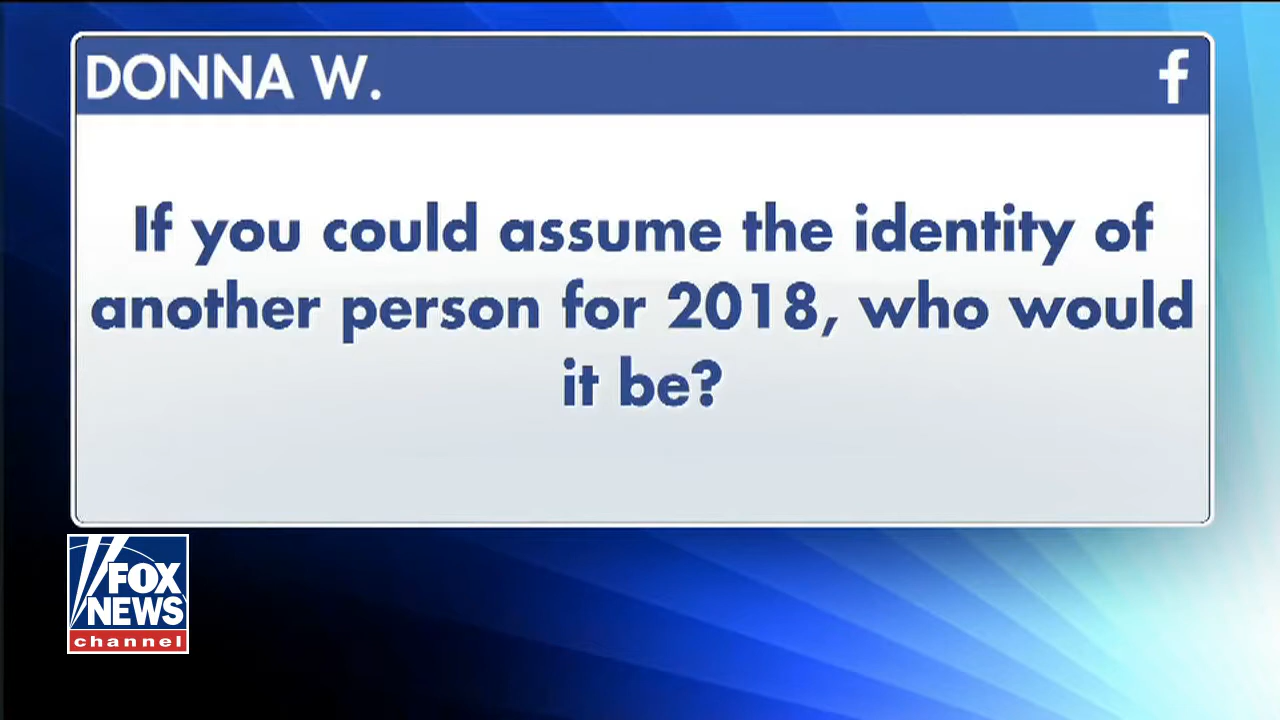 DONNA W.
f
If you could assume the identity of
another person for 2018, who would
it be?
FOX
NEWS
channel